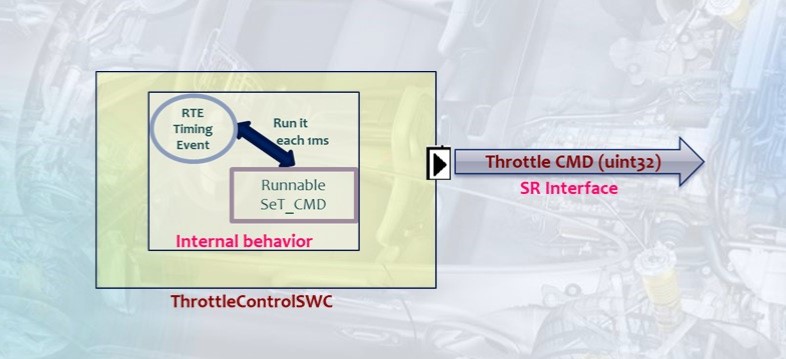 RTE
Timing
Event
Run it
each 1ms
Runnable
SeT_CMD
Internal behavior
Throttle CMD (uint32)
SR Interface
ThrottleControlSWC